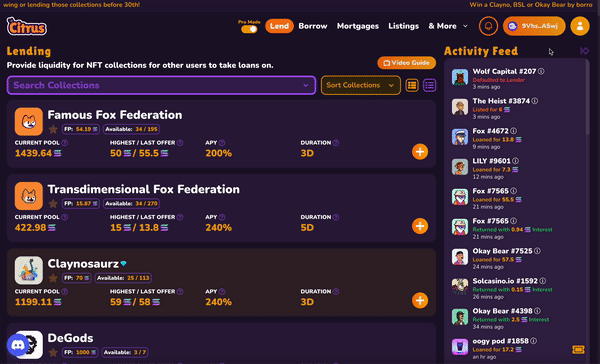 wing or lending those collections before 30th!
Win a Clayno, BSL or Okay Bear by borro
Citrus
Pro Mode
Lend
Borrow
Mortgages
Listings
& More
9Vhs..ASwj
Lending
Video Guide
Provide liquidity for NFT collections for other users to take loans on.
Search Collections
Sort Collections
Famous Fox Federation
FP: 54.19
Available: 34 / 195
CURRENT POOL
HIGHEST / LAST OFFER
APY
DURATION
1439.64
50 / 55.5
200%
3D
Transdimensional Fox Federation
FP: 15.87
Available: 34 / 270
CURRENT POOL
HIGHEST / LAST OFFER
APY
DURATION
422.98
15 / 13.8
240%
5D
Claynosaurz
FP: 70
Available: 25 / 113
CURRENT POOL
HIGHEST / LAST OFFER
APY
DURATION
1199.11
59 / 58
240%
3D
DeGods
FP: 1000
Available: 3 / 7
Activity Feed
Wolf Capital #207
Defaulted to Lender
3 mins ago
The Heist #3874
Listed for 6
3 mins ago
Fox #4672
Loaned for 13.8
9 mins ago
LILY #9601
Loaned for 7.3
12 mins ago
Fox #7565
Loaned for 55.5
21 mins ago
Fox #7565
Returned with 0.94 Interest
21 mins ago
Okay Bear #7525
Loaned for 57.5
24 mins ago
Solcasino.io #1592
Returned with 0.15 Interest
26 mins ago
Okay Bear #4398
Returned with 2.5 Interest
34 mins ago
oogy pod #1858
Loaned for 17.2
an hr ago